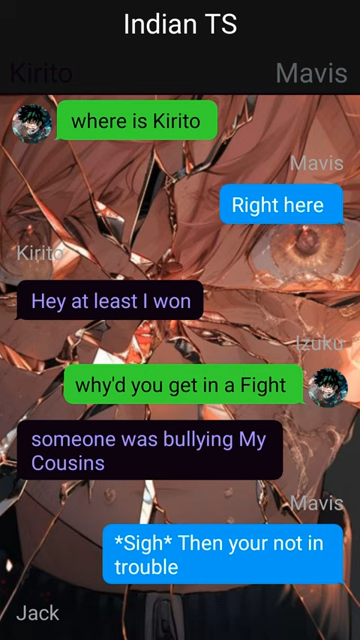 Indian TS
Kirito
Mavis
where is Kirito
Mavis
Right here
Kirito
Hey at least I won
Izuku
why'd you get in a Fight
someone was bullying My
Cousins
Mavis
*Sigh* Then your not in
trouble
Jack